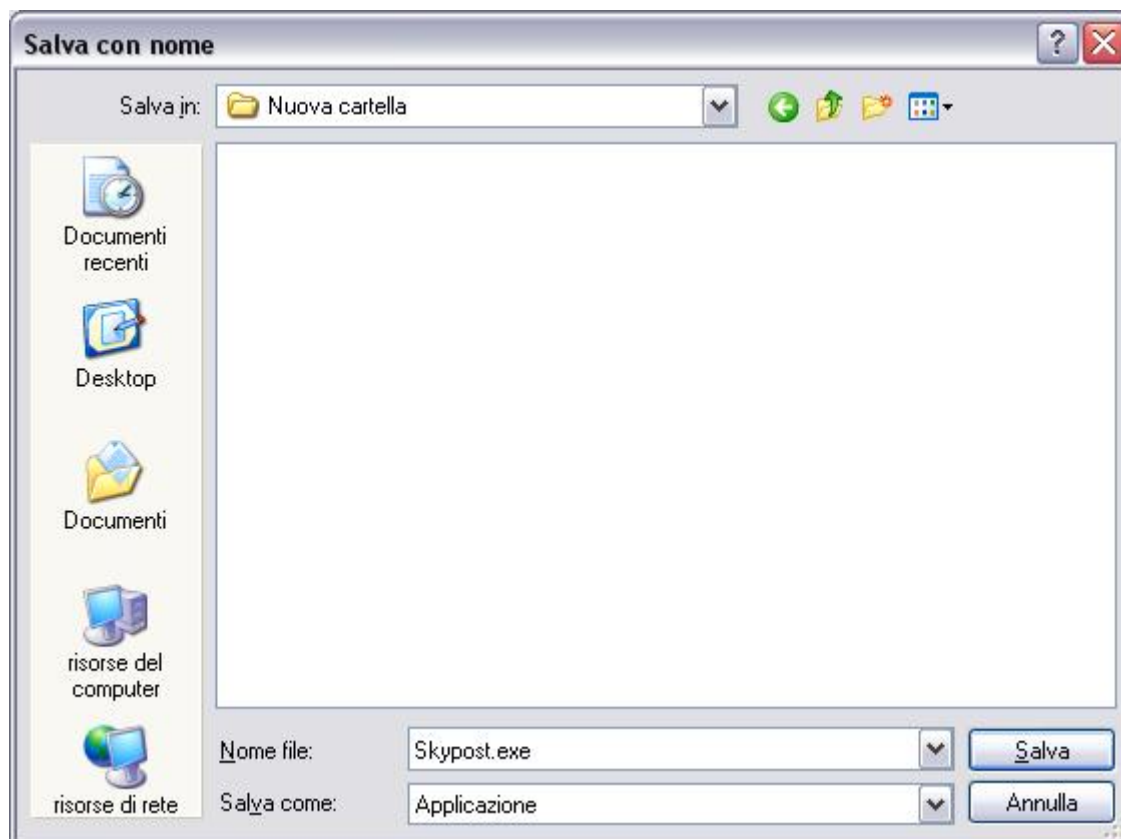 Salva con nome
Salva in: Nuova cartella
Documenti
recenti
Desktop
Documenti
risorse del
computer
risorse di rete
Nome file: Skypost.exe Salva
Salva come: Applicazione Annulla